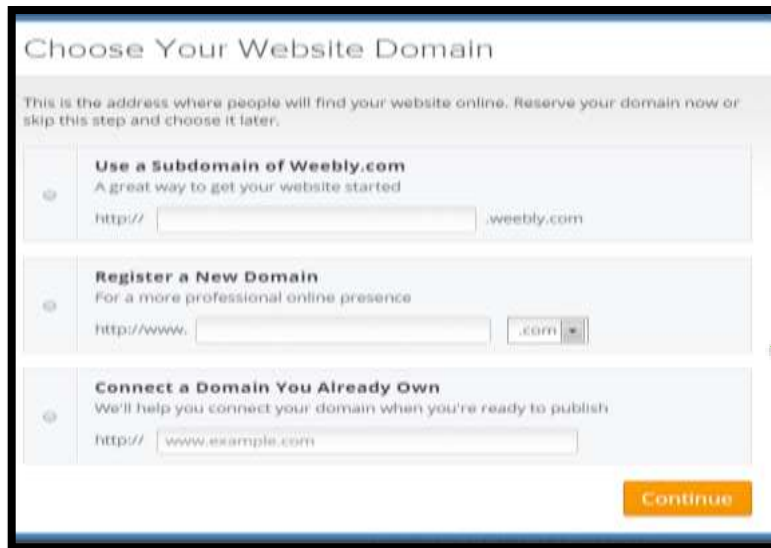 Choose Your Website Domain
This is the address where people will find your website online. Reserve your domain now or
skip this step and choose it later.
Use a Subdomain of Weebly.com
A great way to get your website started
http:// .weebly.com
Register a New Domain
For a more professional online presence
http://www. .com
Connect a Domain You Already Own
We'll help you connect your domain when you're ready to publish
http:// www.example.com
Continue